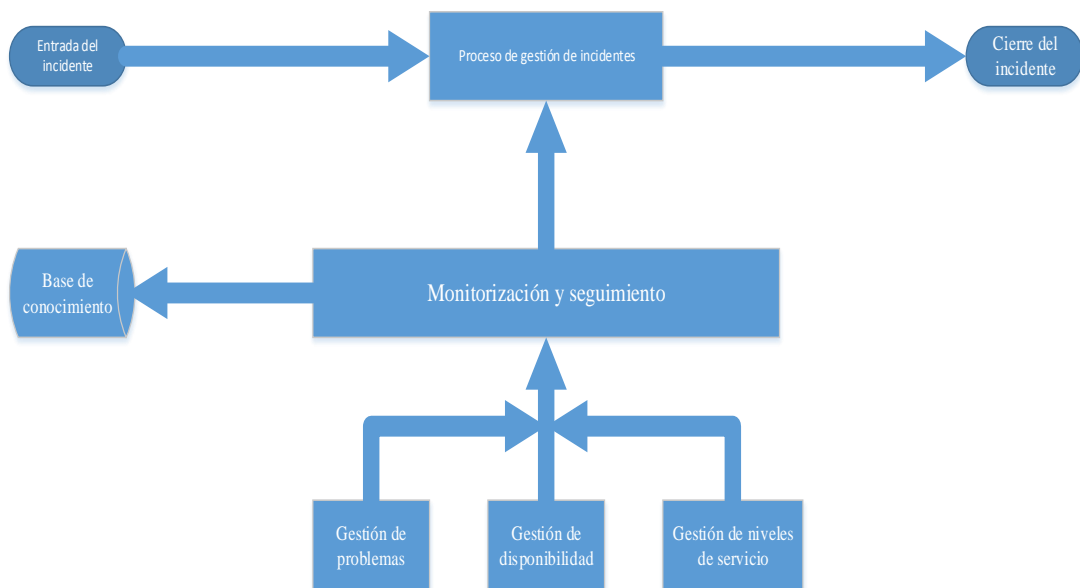 Entrada del
incidente
Proceso de gestión de incidentes
Cierre del
incidente
Base de
conocimiento
Monitorización y seguimiento
Gestión de
problemas
Gestión de
disponibilidad
Gestión de niveles
de servicio